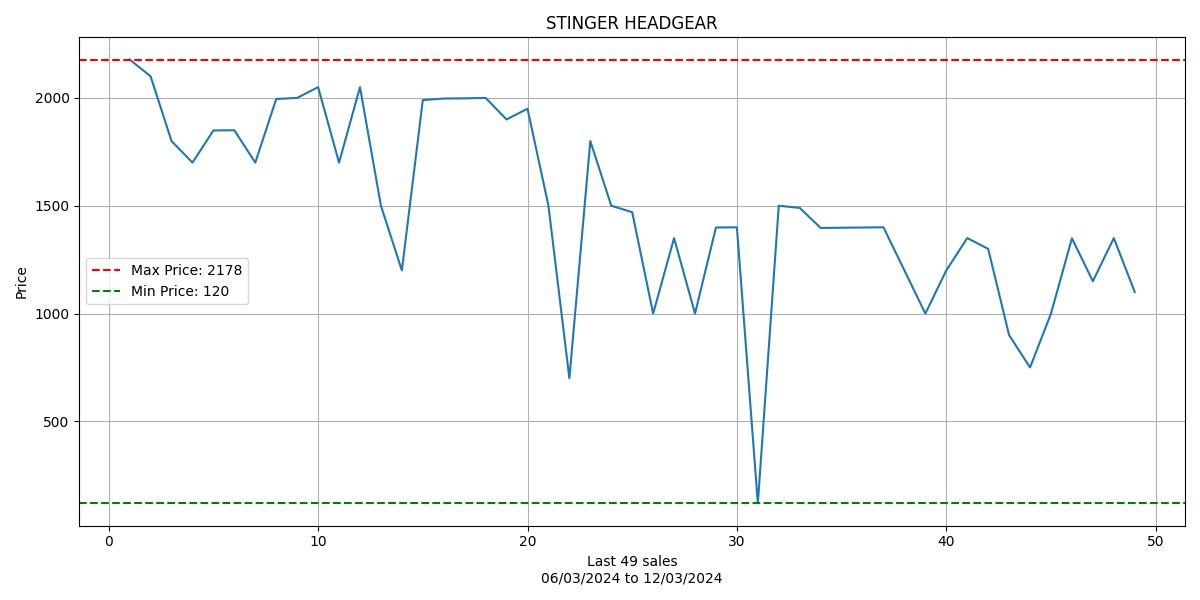 STINGER HEADGEAR
Price
2000
1500
1000
500
Max Price: 2178
Min Price: 120
0 10 20 30 40 50
Last 49 sales
06/03/2024 to 12/03/2024